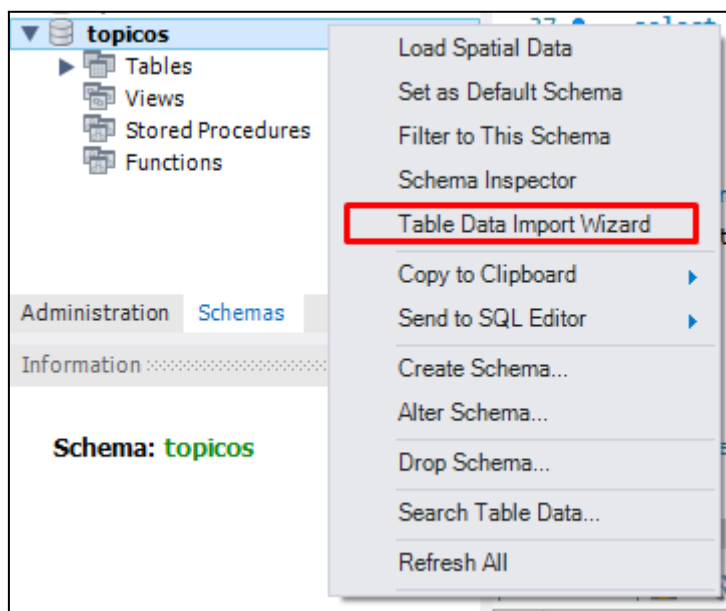 topicos
Tables
Views
Stored Procedures
Functions
Administration Schemas
Information
Schema: topicos
37 select
Load Spatial Data
Set as Default Schema
Filter to This Schema
Schema Inspector
Table Data Import Wizard
Copy to Clipboard
Send to SQL Editor
Create Schema...
Alter Schema...
Drop Schema...
Search Table Data...
Refresh All